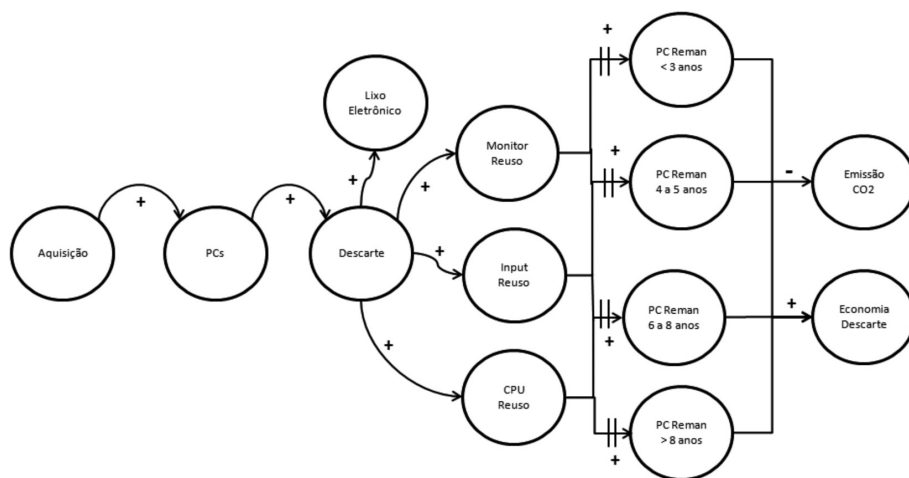 +
PC Reman
< 3 anos
Lixo
Eletrônico
+
Monitor
Reuso
+
+
PC Reman
4 a 5 anos
-
Emissão
CO2
+
+
Aquisição
PCs
Descarte
+
Input
Reuso
+
PC Reman
6 a 8 anos
+
Economia
Descarte
+
CPU
Reuso
+
PC Reman
> 8 anos
+